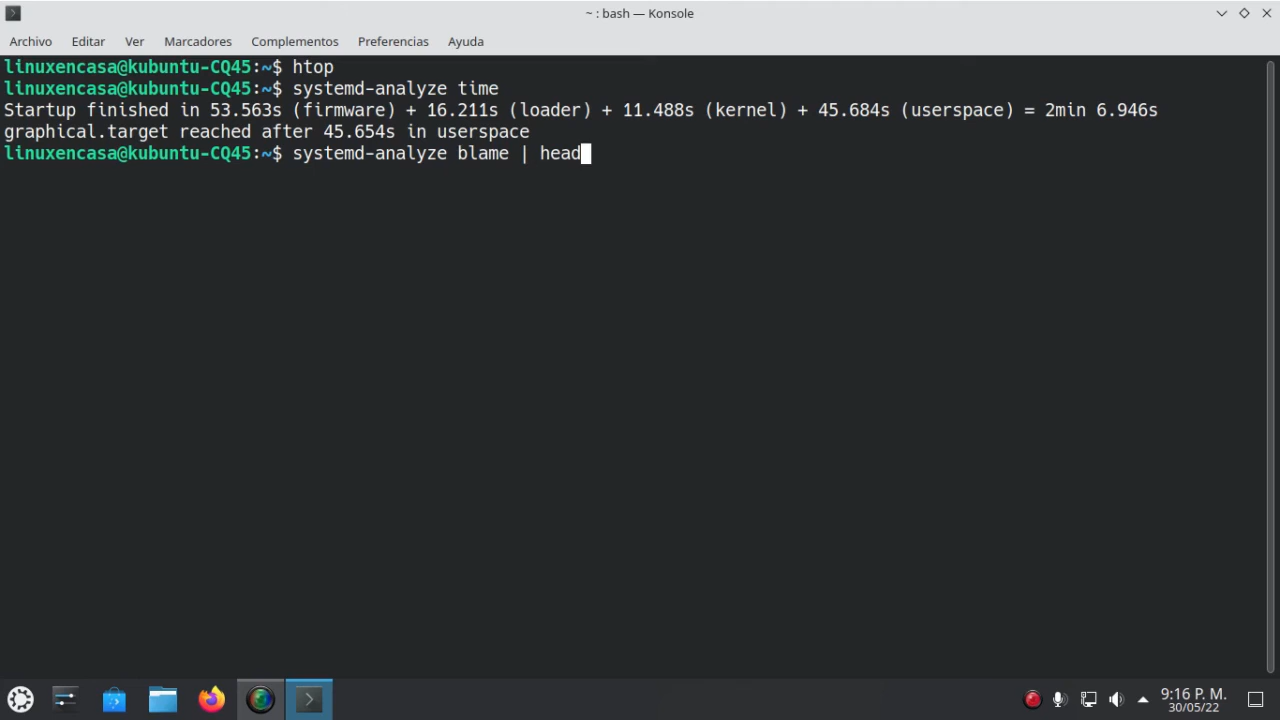 ~ : bash — Konsole
Archivo Editar Ver Marcadores Complementos Preferencias Ayuda
linuxencasa@kubuntu-CQ45:~$ htop
linuxencasa@kubuntu-CQ45:~$ systemd-analyze time
Startup finished in 53.563s (firmware) + 16.211s (loader) + 11.488s (kernel) + 45.684s (userspace) = 2min 6.946s
graphical.target reached after 45.654s in userspace
linuxencasa@kubuntu-CQ45:~$ systemd-analyze blame | head
9:16 P. M.
30/05/22